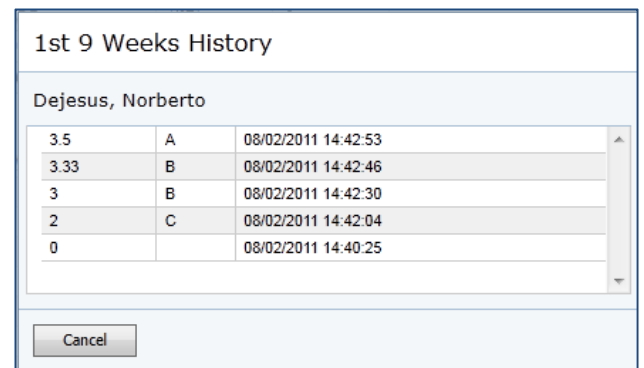 1st 9 Weeks History
Dejesus, Norberto
3.5 A 08/02/2011 14:42:53
3.33 B 08/02/2011 14:42:46
3 B 08/02/2011 14:42:30
2 C 08/02/2011 14:42:04
0 08/02/2011 14:40:25
Cancel